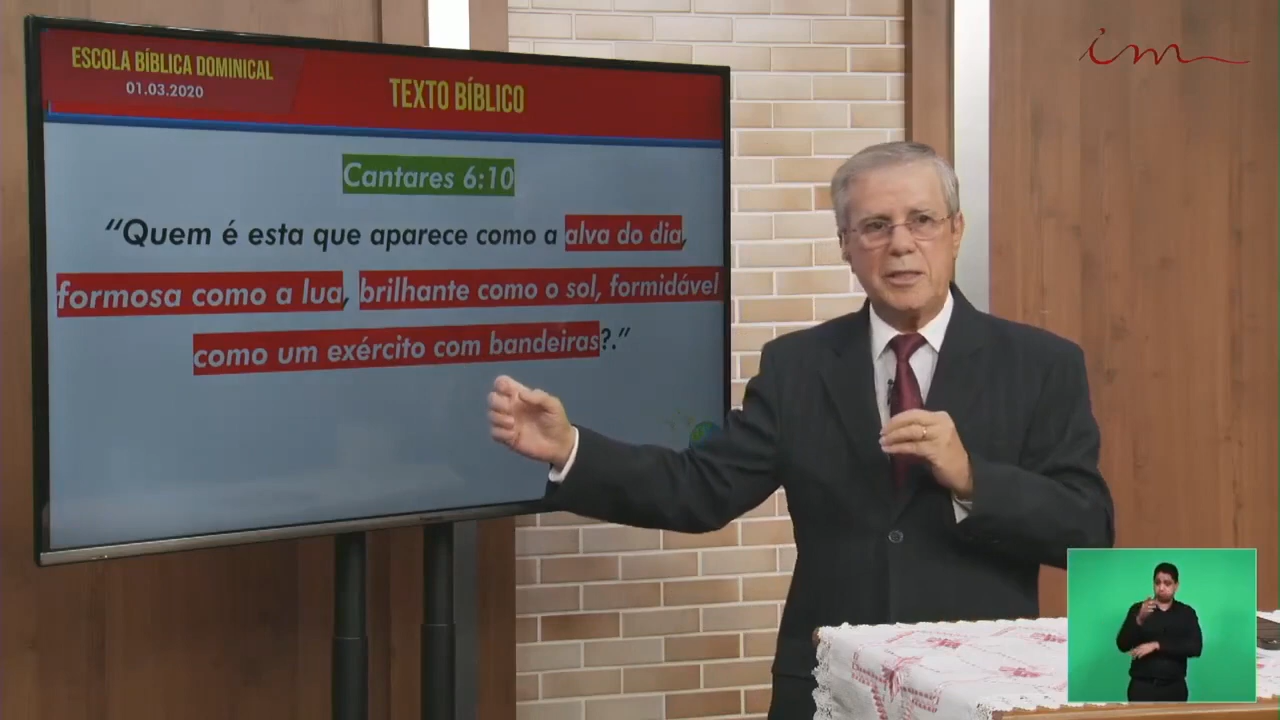 ESCOLA BÍBLICA DOMINICAL
01.03.2020
TEXTO BÍBLICO
Cantares 6:10
“Quem é esta que aparece como a alva do dia,
formosa como a lua, brilhante como o sol, formidável
como um exército com bandeiras?.”
im